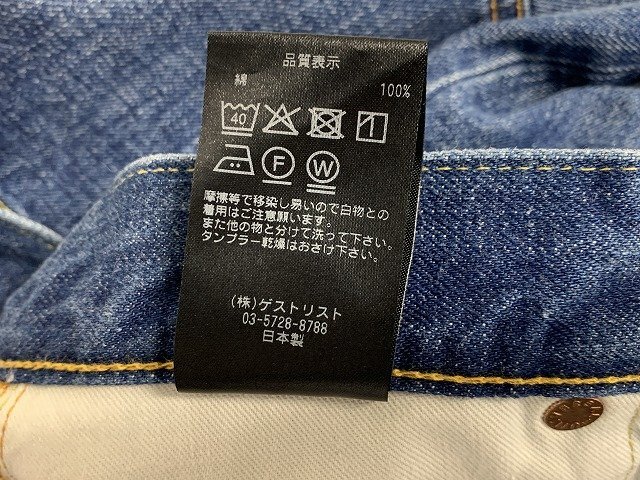 品質表示
綿 100%
40
F W
摩擦等で移染し易いので白物との
着用はご注意願います。
また他の物と分けて洗って下さい。
タンブラー乾燥はおさけ下さい。
(株)ゲストリスト
03-5728-8788
日本製